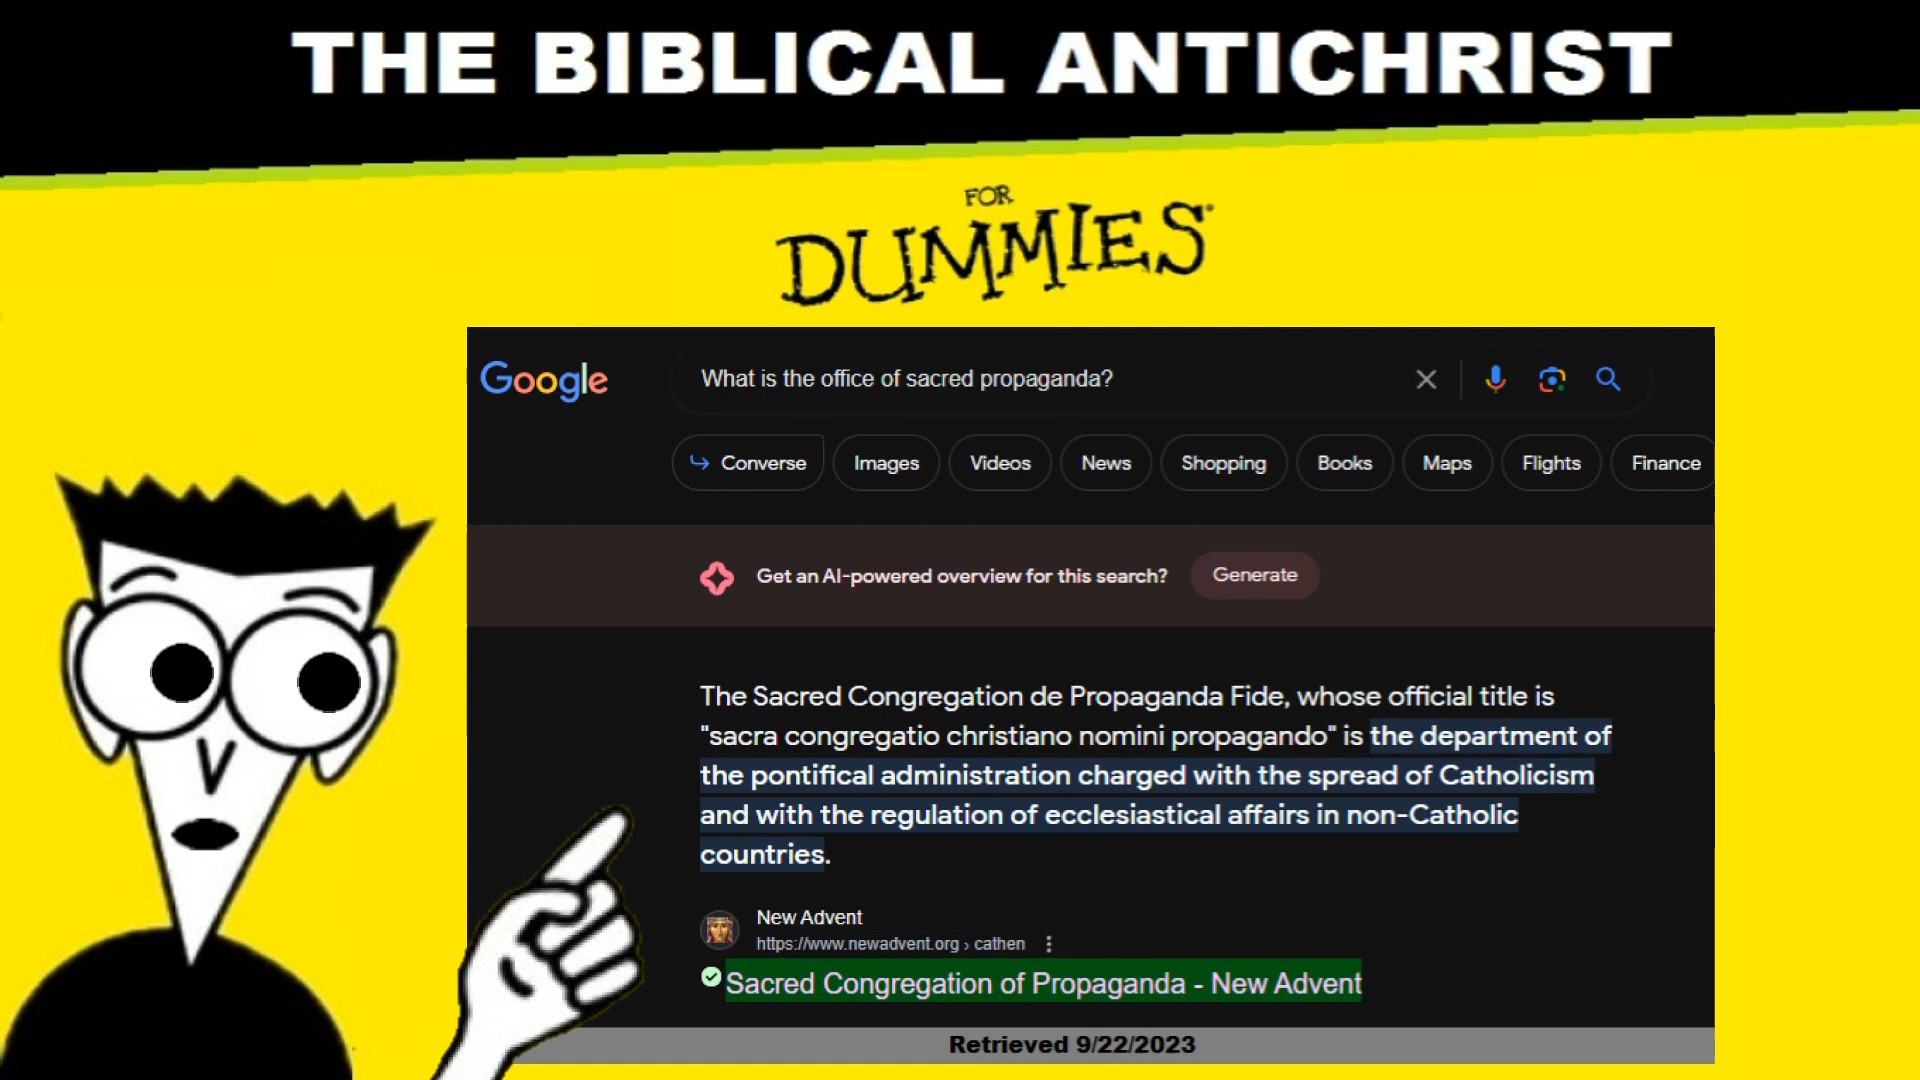 THE BIBLICAL ANTICHRIST
FOR
DUMMIES®
Google
What is the office of sacred propaganda?
Converse
Images
Videos
News
Shopping
Books
Maps
Flights
Finance
Get an AI-powered overview for this search?
Generate
The Sacred Congregation de Propaganda Fide, whose official title is
"sacra congregatio christiano nomini propagando" is the department of
the pontifical administration charged with the spread of Catholicism
and with the regulation of ecclesiastical affairs in non-Catholic
countries.
New Advent
https://www.newadvent.org › cathen
Sacred Congregation of Propaganda - New Advent
Retrieved 9/22/2023